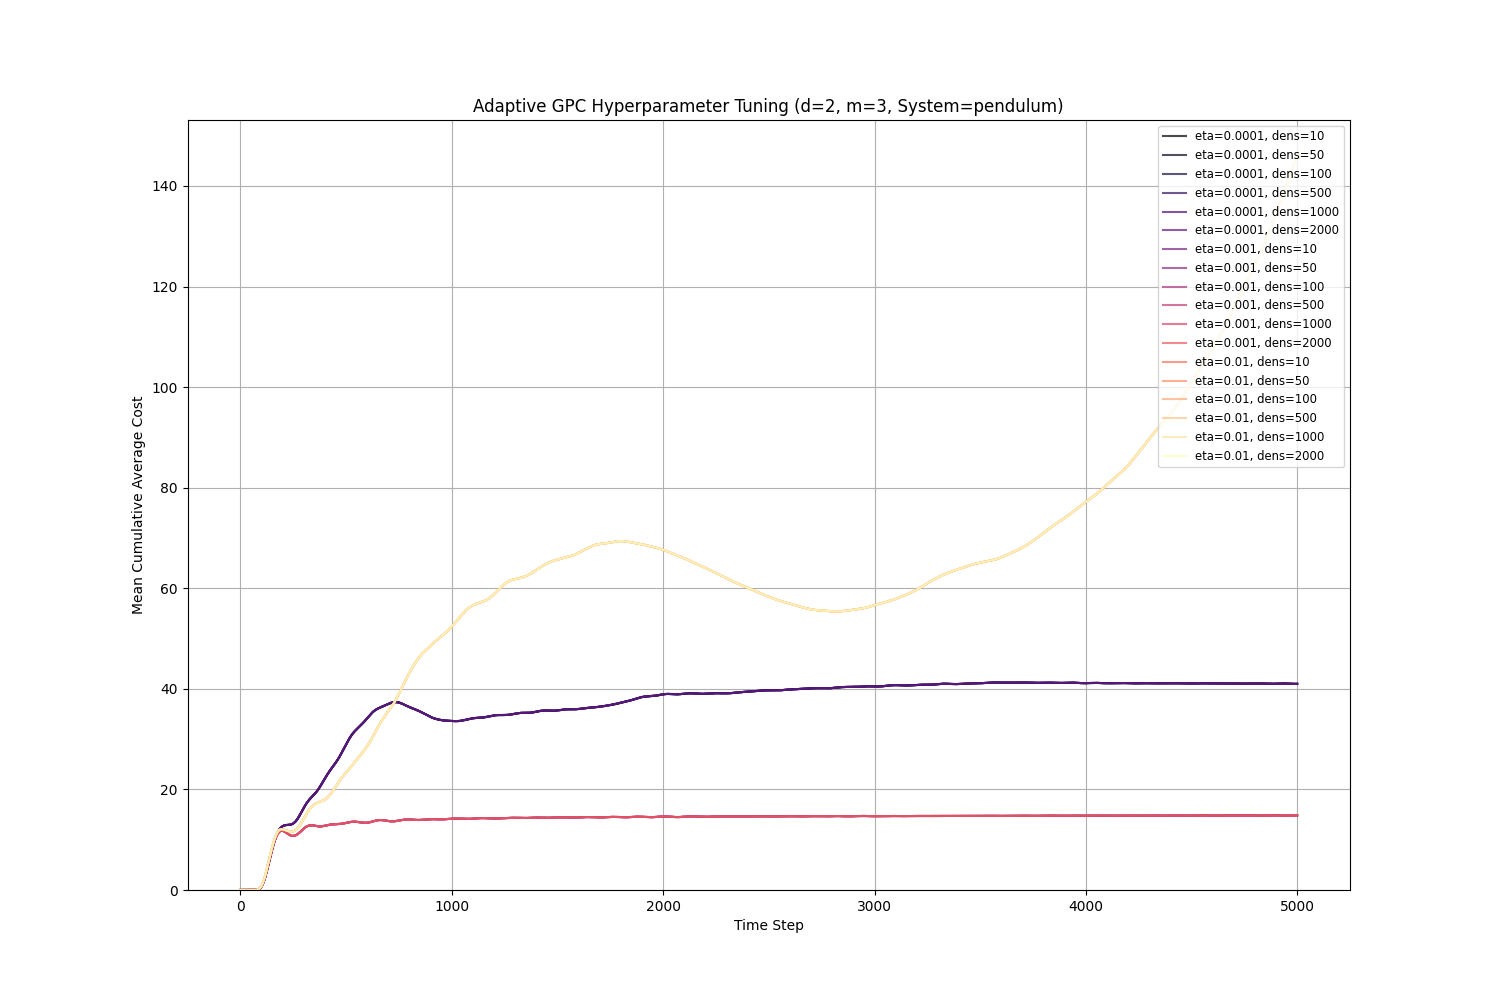 Adaptive GPC Hyperparameter Tuning (d=2, m=3, System=pendulum)
eta=0.0001, dens=10
eta=0.0001, dens=50
eta=0.0001, dens=100
eta=0.0001, dens=500
eta=0.0001, dens=1000
eta=0.0001, dens=2000
eta=0.001, dens=10
eta=0.001, dens=50
eta=0.001, dens=100
eta=0.001, dens=500
eta=0.001, dens=1000
eta=0.001, dens=2000
eta=0.01, dens=10
eta=0.01, dens=50
eta=0.01, dens=100
eta=0.01, dens=500
eta=0.01, dens=1000
eta=0.01, dens=2000
Mean Cumulative Average Cost
140
120
100
80
60
40
20
0
0 1000 2000 3000 4000 5000
Time Step